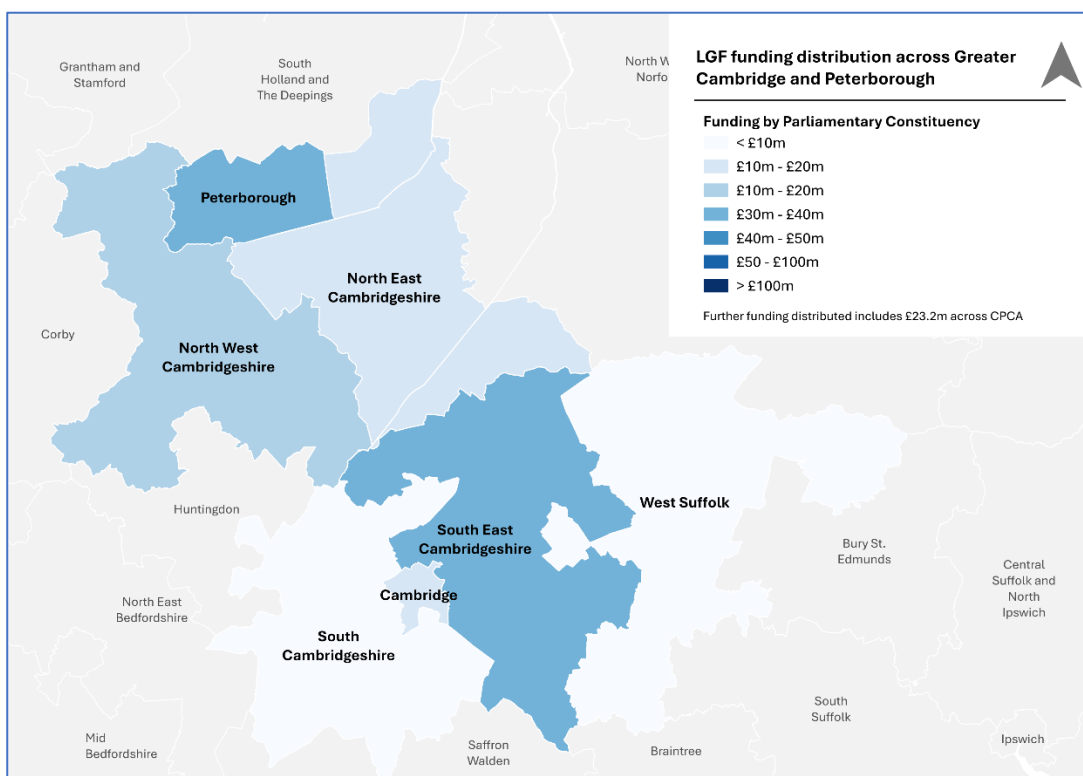 Grantham and
Stamford
South
Holland and
The Deepings
North W
Norfo
LGF funding distribution across Greater
Cambridge and Peterborough
Funding by Parliamentary Constituency
< £10m
£10m - £20m
£10m - £20m
£30m - £40m
£40m - £50m
£50 - £100m
> £100m
Further funding distributed includes £23.2m across CPCA
Peterborough
North East
Cambridgeshire
Corby
North West
Cambridgeshire
Huntingdon
West Suffolk
South East
Cambridgeshire
Bury St.
Edmunds
Central
Suffolk and
North
Ipswich
Cambridge
North East
Bedfordshire
South
Cambridgeshire
South
Suffolk
Mid
Bedfordshire
Saffron
Walden
Braintree
Ipswich